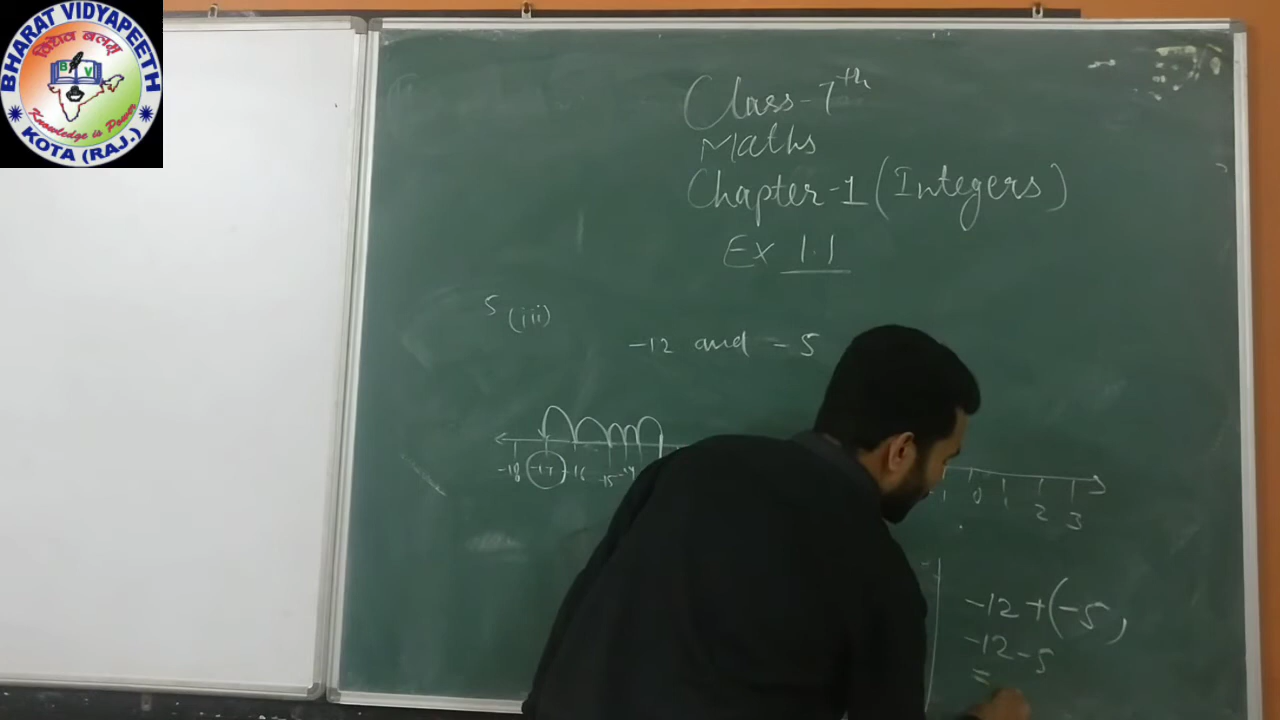 BHARAT VIDYAPEETH
B V
Knowledge is Power
KOTA (RAJ.)
Class-7th
Maths
Chapter-1 (Integers)
Ex 1.1
5 (iii)
-12 and -5
-18 -17 -16 -15 -14
-1 0 1 2 3
-12+(-5)
-12-5
=